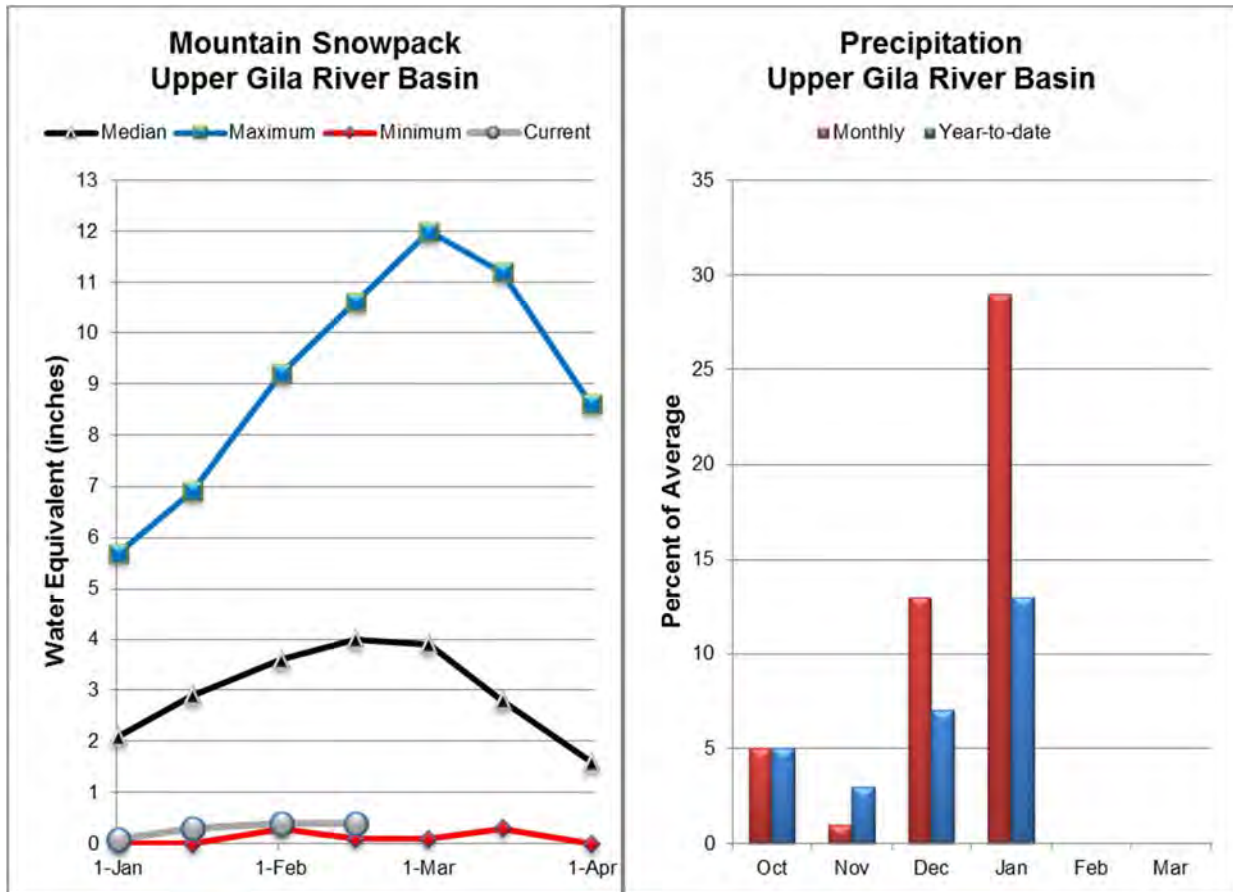 Mountain Snowpack
Upper Gila River Basin
Median Maximum Minimum Current
13
12
11
10
9
8
7
6
5
4
3
2
1
0
Water Equivalent (inches)
1-Jan 1-Feb 1-Mar 1-Apr
Precipitation
Upper Gila River Basin
Monthly Year-to-date
35
30
25
20
15
10
5
0
Percent of Average
Oct Nov Dec Jan Feb Mar